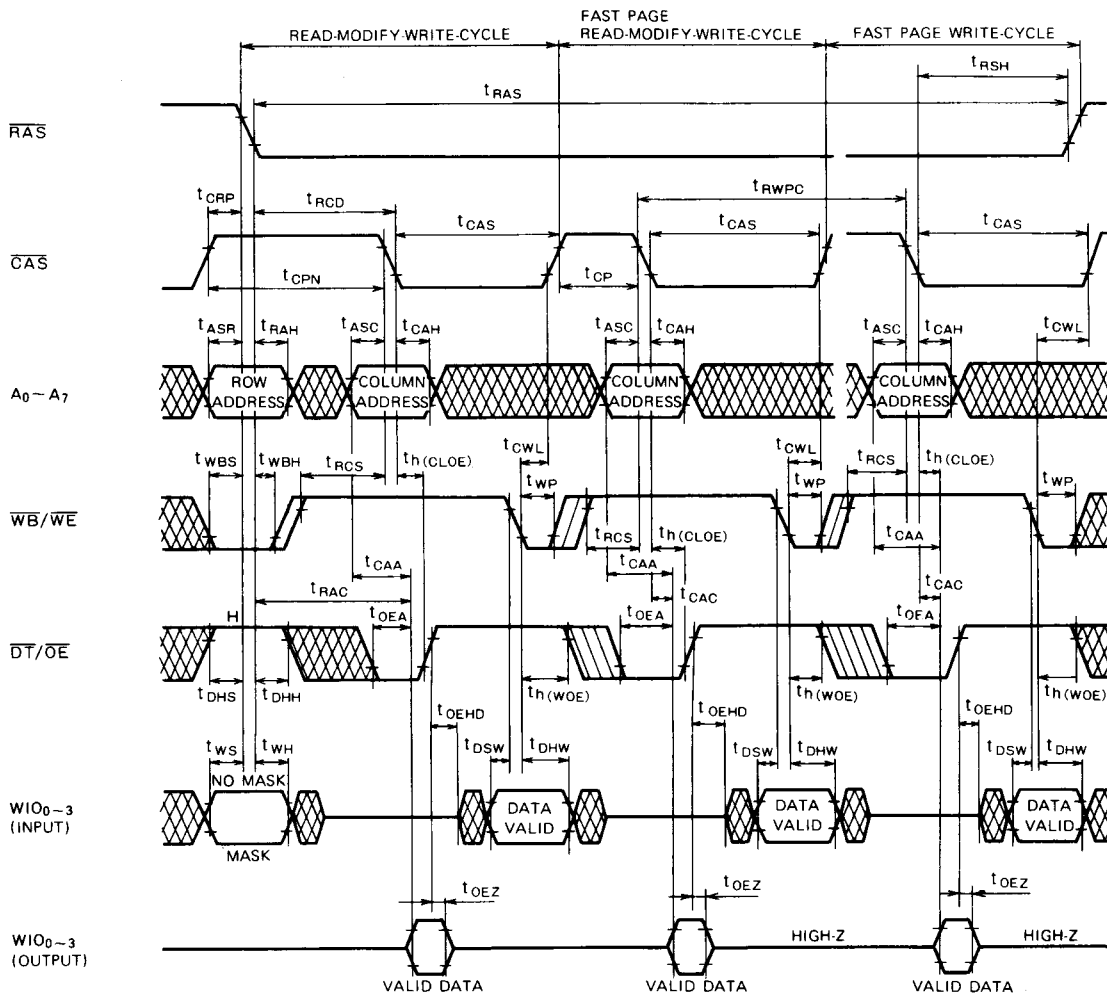 FAST PAGE
READ-MODIFY-WRITE-CYCLE READ-MODIFY-WRITE-CYCLE FAST PAGE WRITE-CYCLE
tRSH
tRAS
RAS
tCRP tRCD tRWPC
tCAS tCAS tCAS
CAS
tCPN tCP
tASR tRAH tASC tCAH tASC tCAH tASC tCAH tCWL
A0~A7
ROW ADDRESS
COLUMN ADDRESS
COLUMN ADDRESS
COLUMN ADDRESS
tWBS tWBH tRCS th(CLOE) tCWL tCWL tRCS th(CLOE)
tWP tWP tWP
WB/WE
tRCS th(CLOE)
tCAA tCAA tCAA
tRAC tCAC tCAC
H tOEA tOEA tOEA
DT/OE
tDHS tDHH th(WOE) th(WOE) th(WOE)
tOEHD tOEHD tOEHD
tWS tWH tDSW tDHW tDSW tDHW tDSW tDHW
NO MASK
WIO0~3
(INPUT)
DATA VALID
DATA VALID
DATA VALID
MASK
tOEZ tOEZ tOEZ
WIO0~3
(OUTPUT)
HIGH-Z HIGH-Z
VALID DATA VALID DATA VALID DATA